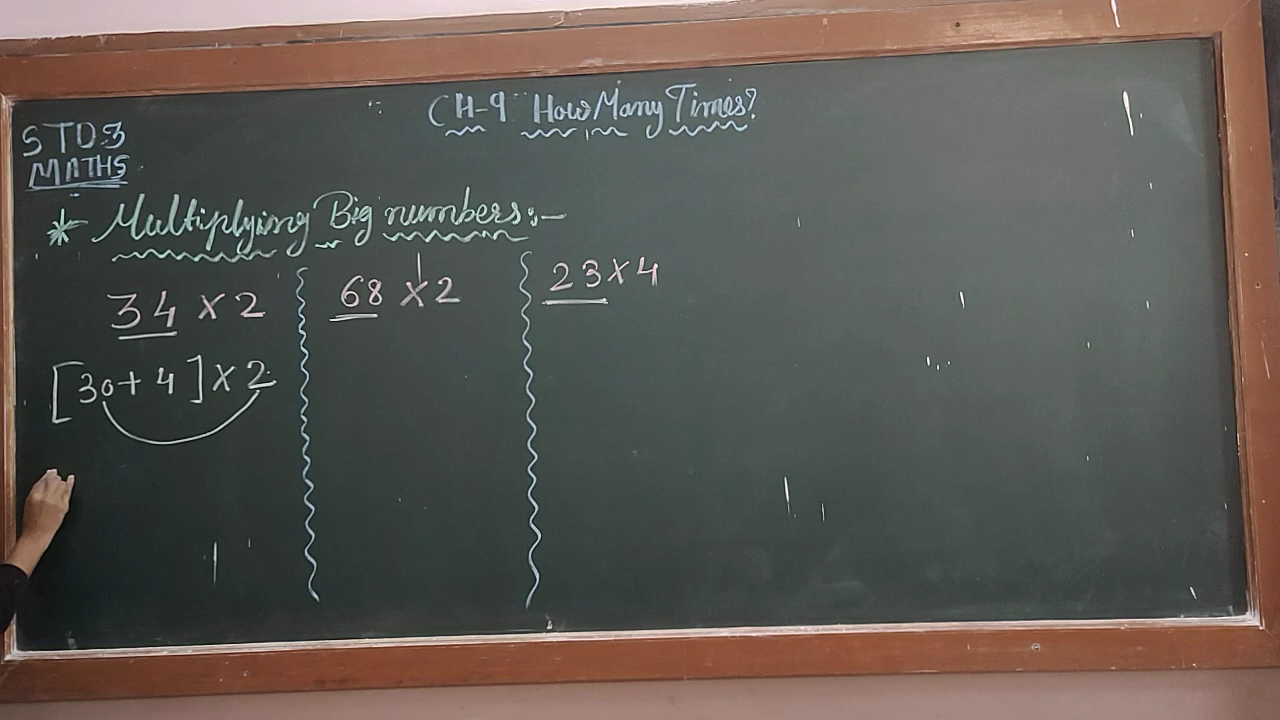 CH-9 How Many Times?
STD 3
MATHS
* Multiplying Big numbers:-
34 X 2
68 X 2
23 X 4
[30+ 4] X 2